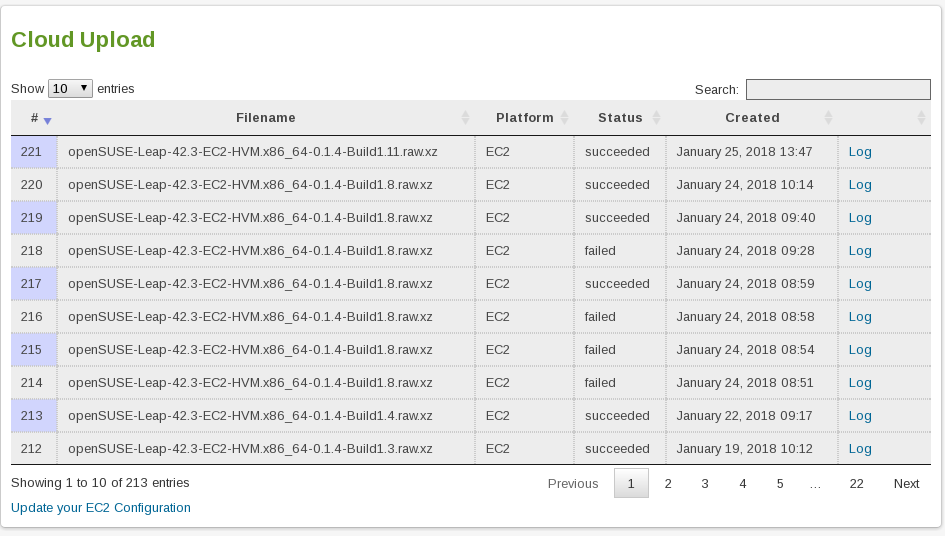 Cloud Upload
Show 10 entries Search:
# Filename Platform Status Created
221 openSUSE-Leap-42.3-EC2-HVM.x86_64-0.1.4-Build1.11.raw.xz EC2 succeeded January 25, 2018 13:47 Log
220 openSUSE-Leap-42.3-EC2-HVM.x86_64-0.1.4-Build1.8.raw.xz EC2 succeeded January 24, 2018 10:14 Log
219 openSUSE-Leap-42.3-EC2-HVM.x86_64-0.1.4-Build1.8.raw.xz EC2 succeeded January 24, 2018 09:40 Log
218 openSUSE-Leap-42.3-EC2-HVM.x86_64-0.1.4-Build1.8.raw.xz EC2 failed January 24, 2018 09:28 Log
217 openSUSE-Leap-42.3-EC2-HVM.x86_64-0.1.4-Build1.8.raw.xz EC2 succeeded January 24, 2018 08:59 Log
216 openSUSE-Leap-42.3-EC2-HVM.x86_64-0.1.4-Build1.8.raw.xz EC2 failed January 24, 2018 08:58 Log
215 openSUSE-Leap-42.3-EC2-HVM.x86_64-0.1.4-Build1.8.raw.xz EC2 failed January 24, 2018 08:54 Log
214 openSUSE-Leap-42.3-EC2-HVM.x86_64-0.1.4-Build1.8.raw.xz EC2 failed January 24, 2018 08:51 Log
213 openSUSE-Leap-42.3-EC2-HVM.x86_64-0.1.4-Build1.4.raw.xz EC2 succeeded January 22, 2018 09:17 Log
212 openSUSE-Leap-42.3-EC2-HVM.x86_64-0.1.4-Build1.3.raw.xz EC2 succeeded January 19, 2018 10:12 Log
Showing 1 to 10 of 213 entries Previous 1 2 3 4 5 … 22 Next
Update your EC2 Configuration